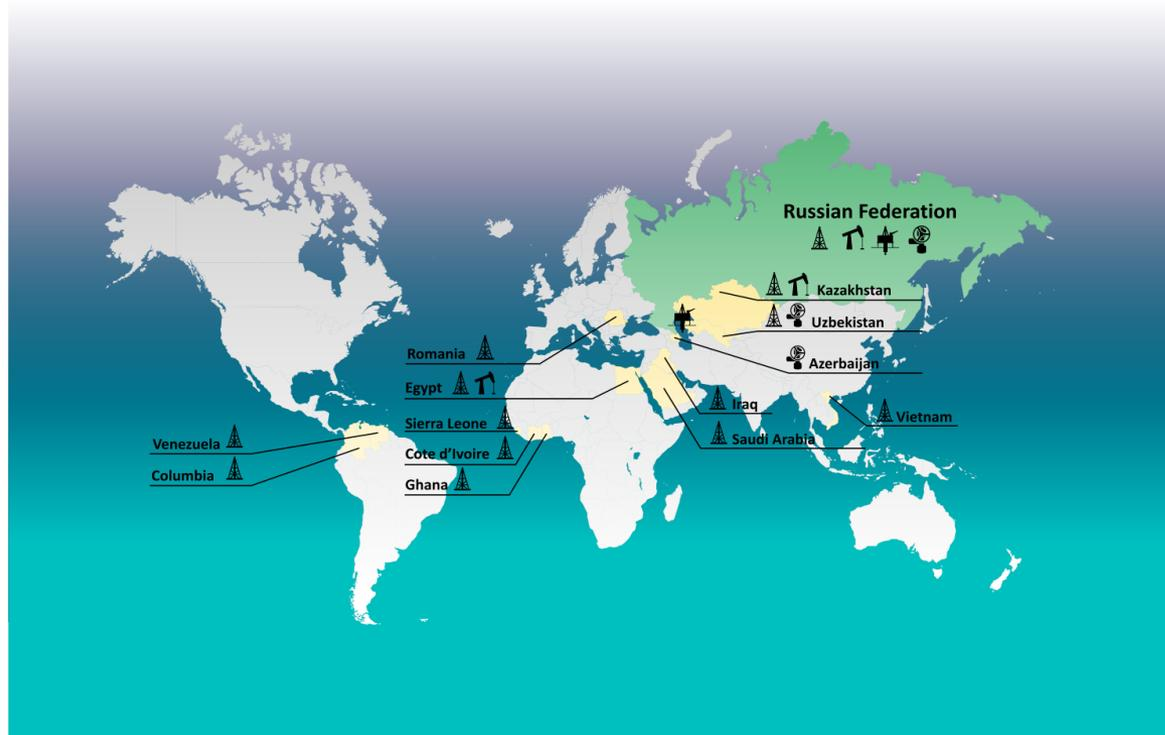 Russian Federation
Kazakhstan
Uzbekistan
Azerbaijan
Romania
Egypt
Iraq
Vietnam
Sierra Leone
Saudi Arabia
Venezuela
Cote d’Ivoire
Columbia
Ghana